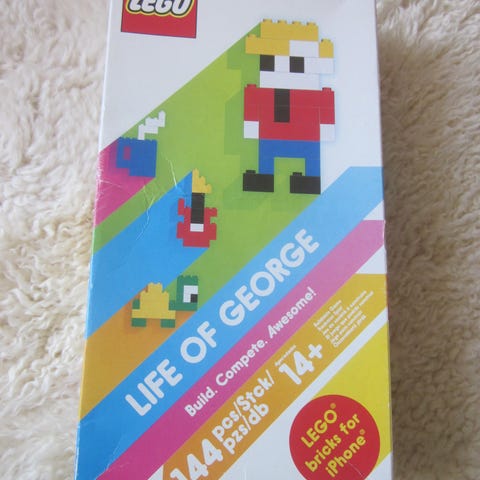 LEGO
LIFE OF GEORGE
Build. Compete. Awesome!
144 pcs/Stck/
pzs/db
14+
LEGO®
bricks for
iPhone®